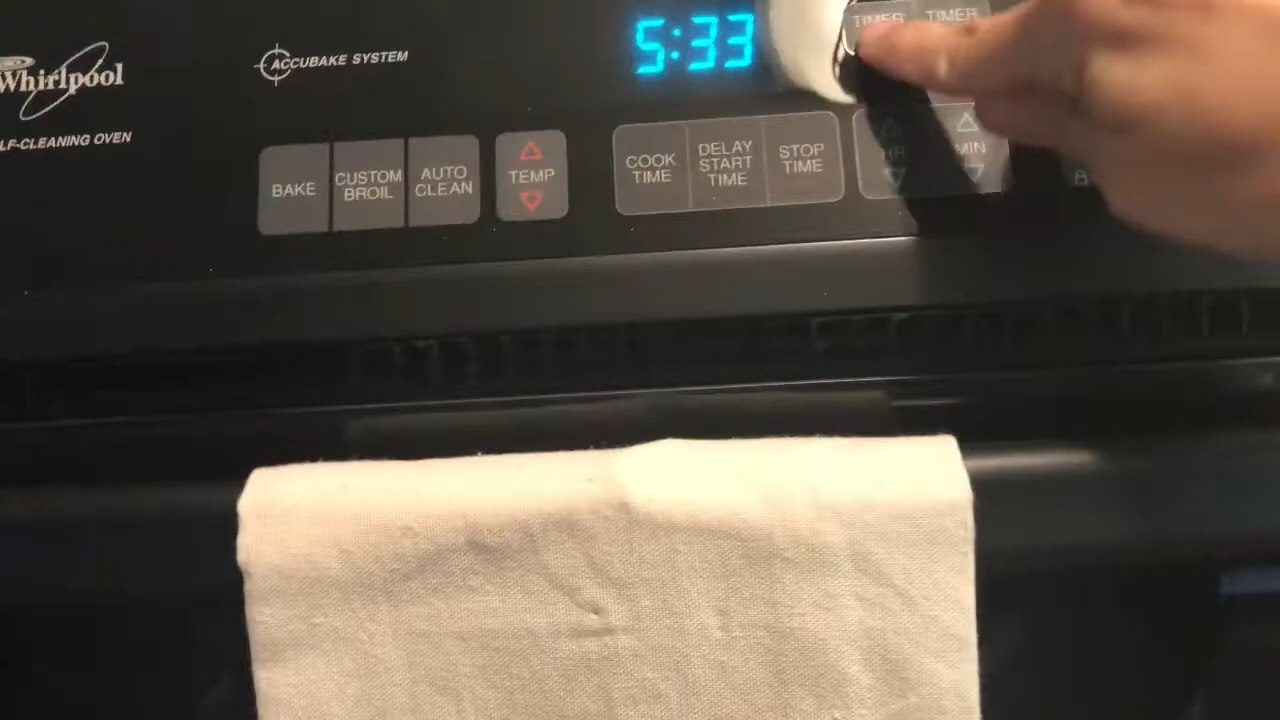 Whirlpool
LF-CLEANING OVEN
ACCUBAKE SYSTEM
5:33
TIMER
TIMER
BAKE
CUSTOM
BROIL
AUTO
CLEAN
TEMP
COOK
TIME
DELAY
START
TIME
STOP
TIME
HR
MIN